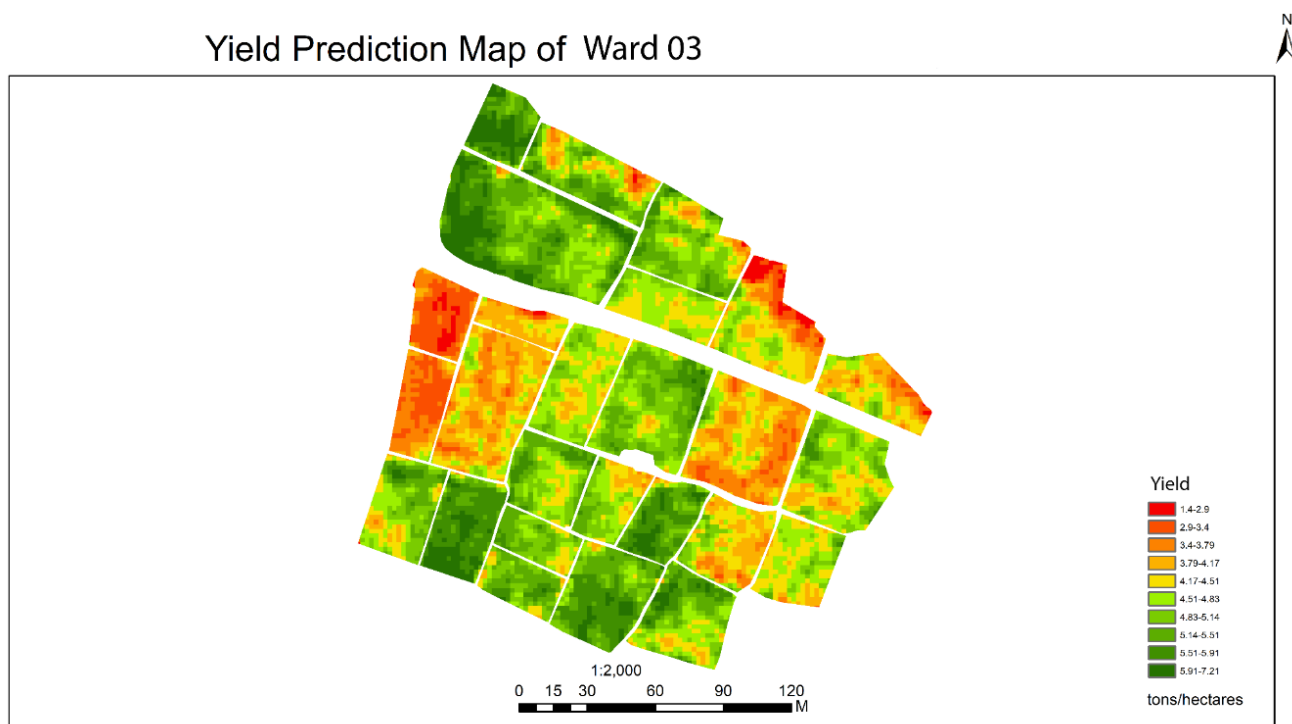 Yield Prediction Map of Ward 03
N
Yield
1.4-2.9
2.9-3.4
3.4-3.79
3.79-4.17
4.17-4.51
4.51-4.83
4.83-5.14
5.14-5.51
5.51-5.91
5.91-7.21
tons/hectares
1:2,000
0 15 30 60 90 120
M